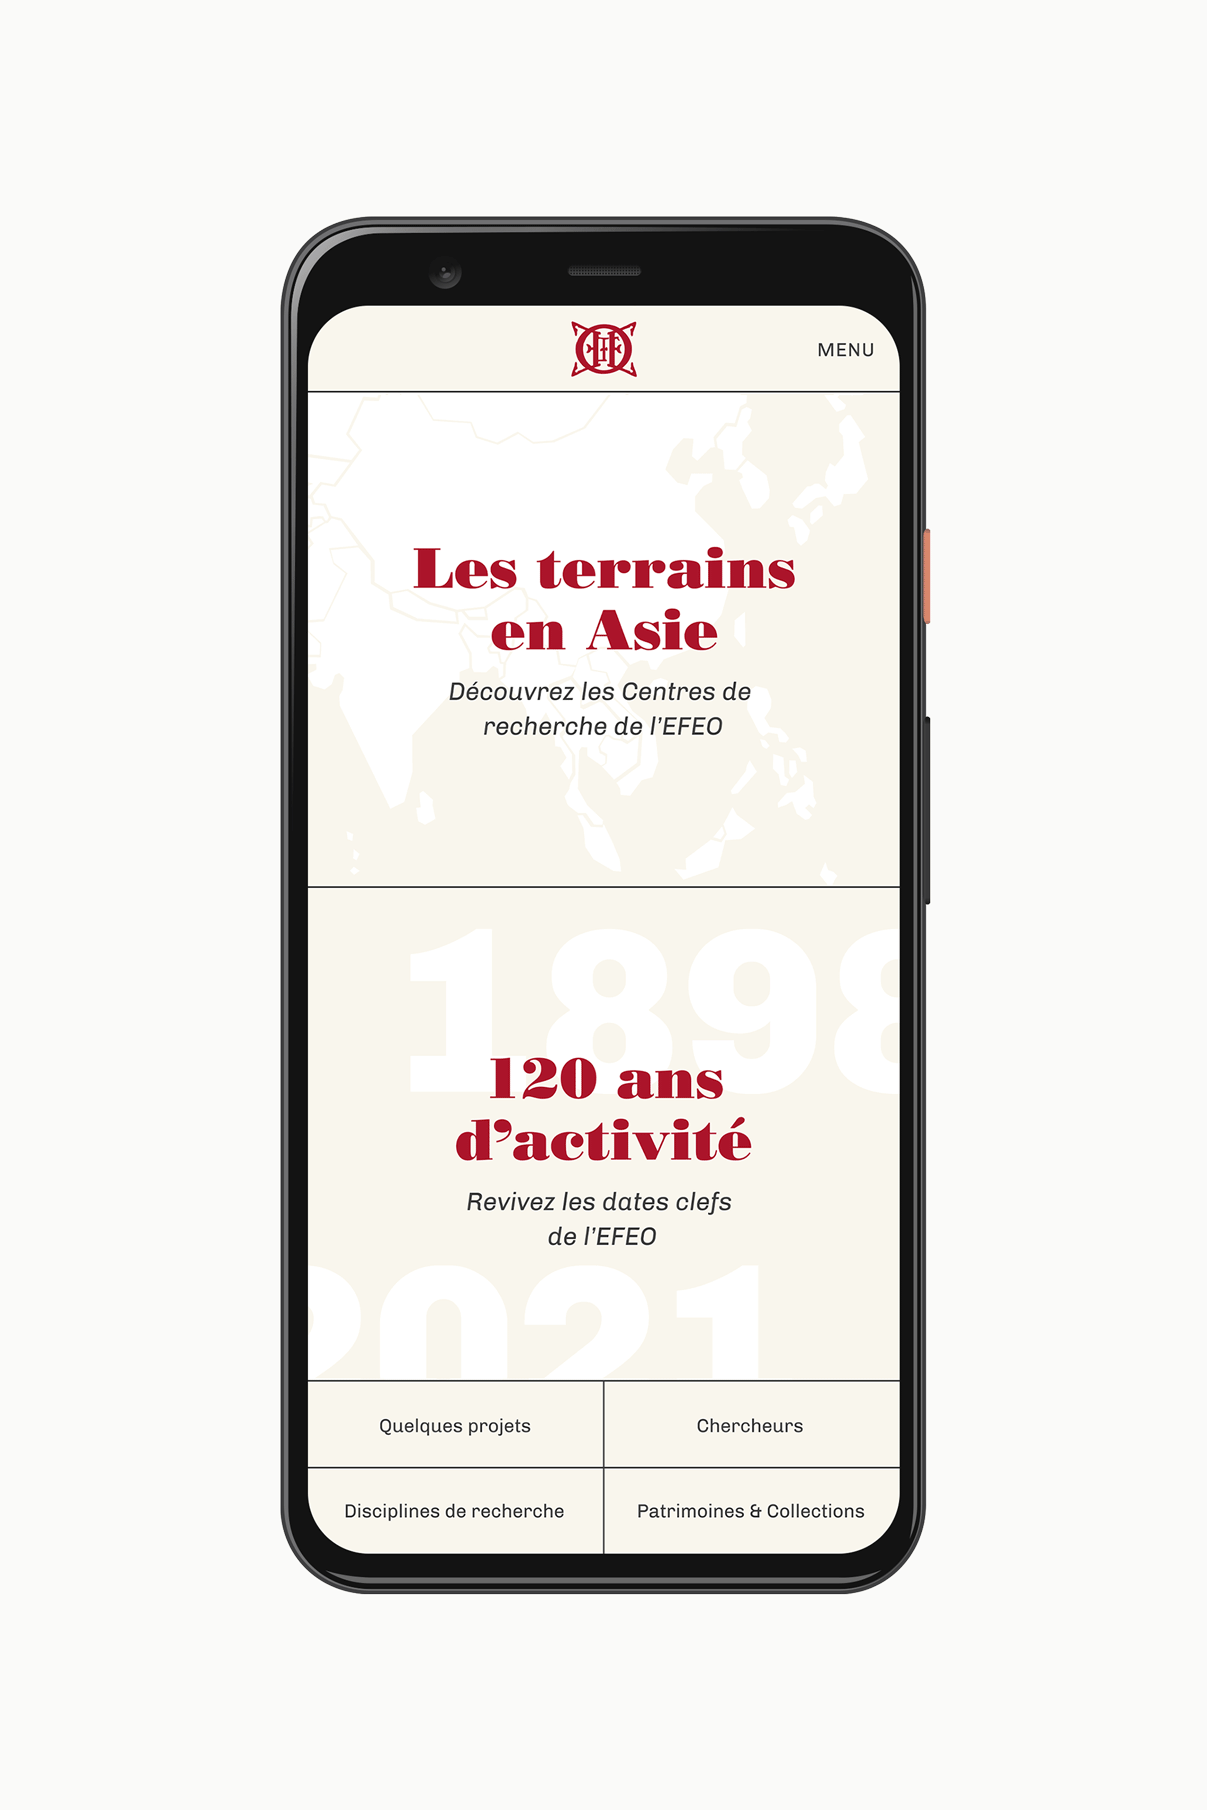 MENU
Les terrains
en Asie
Découvrez les Centres de
recherche de l’EFEO
1898
120 ans
d’activité
Revivez les dates clefs
de l’EFEO
2021
Quelques projets
Chercheurs
Disciplines de recherche
Patrimoines & Collections